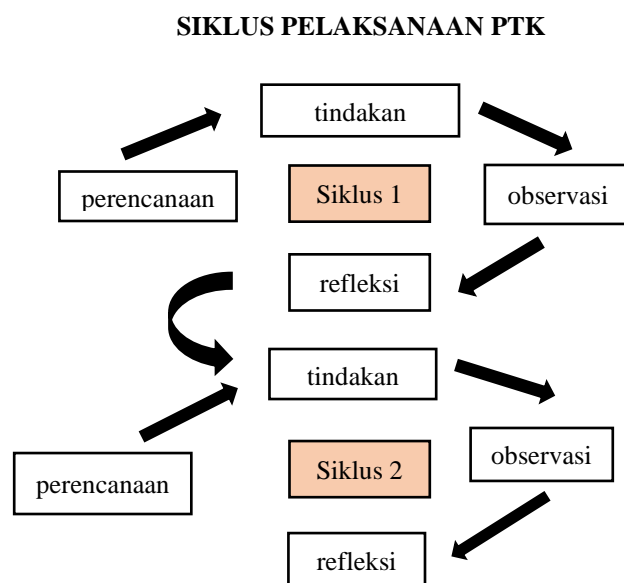 SIKLUS PELAKSANAAN PTK
tindakan
perencanaan
Siklus 1
observasi
refleksi
tindakan
perencanaan
Siklus 2
observasi
refleksi